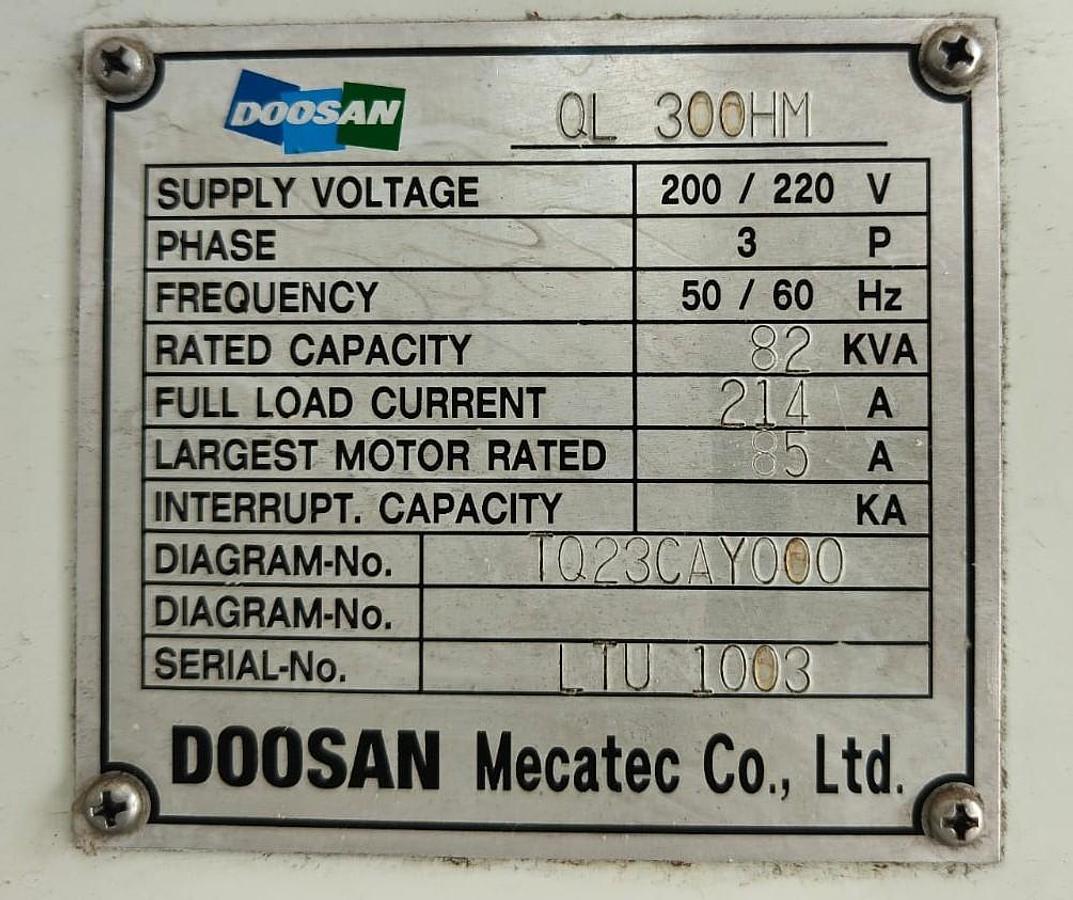 DOOSAN QL 300HM
SUPPLY VOLTAGE 200 / 220 V
PHASE 3 P
FREQUENCY 50 / 60 Hz
RATED CAPACITY 82 KVA
FULL LOAD CURRENT 214 A
LARGEST MOTOR RATED 85 A
INTERRUPT. CAPACITY KA
DIAGRAM-No. TQ23CAY000
DIAGRAM-No.
SERIAL-No. LTU 1003
DOOSAN Mecatec Co., Ltd.